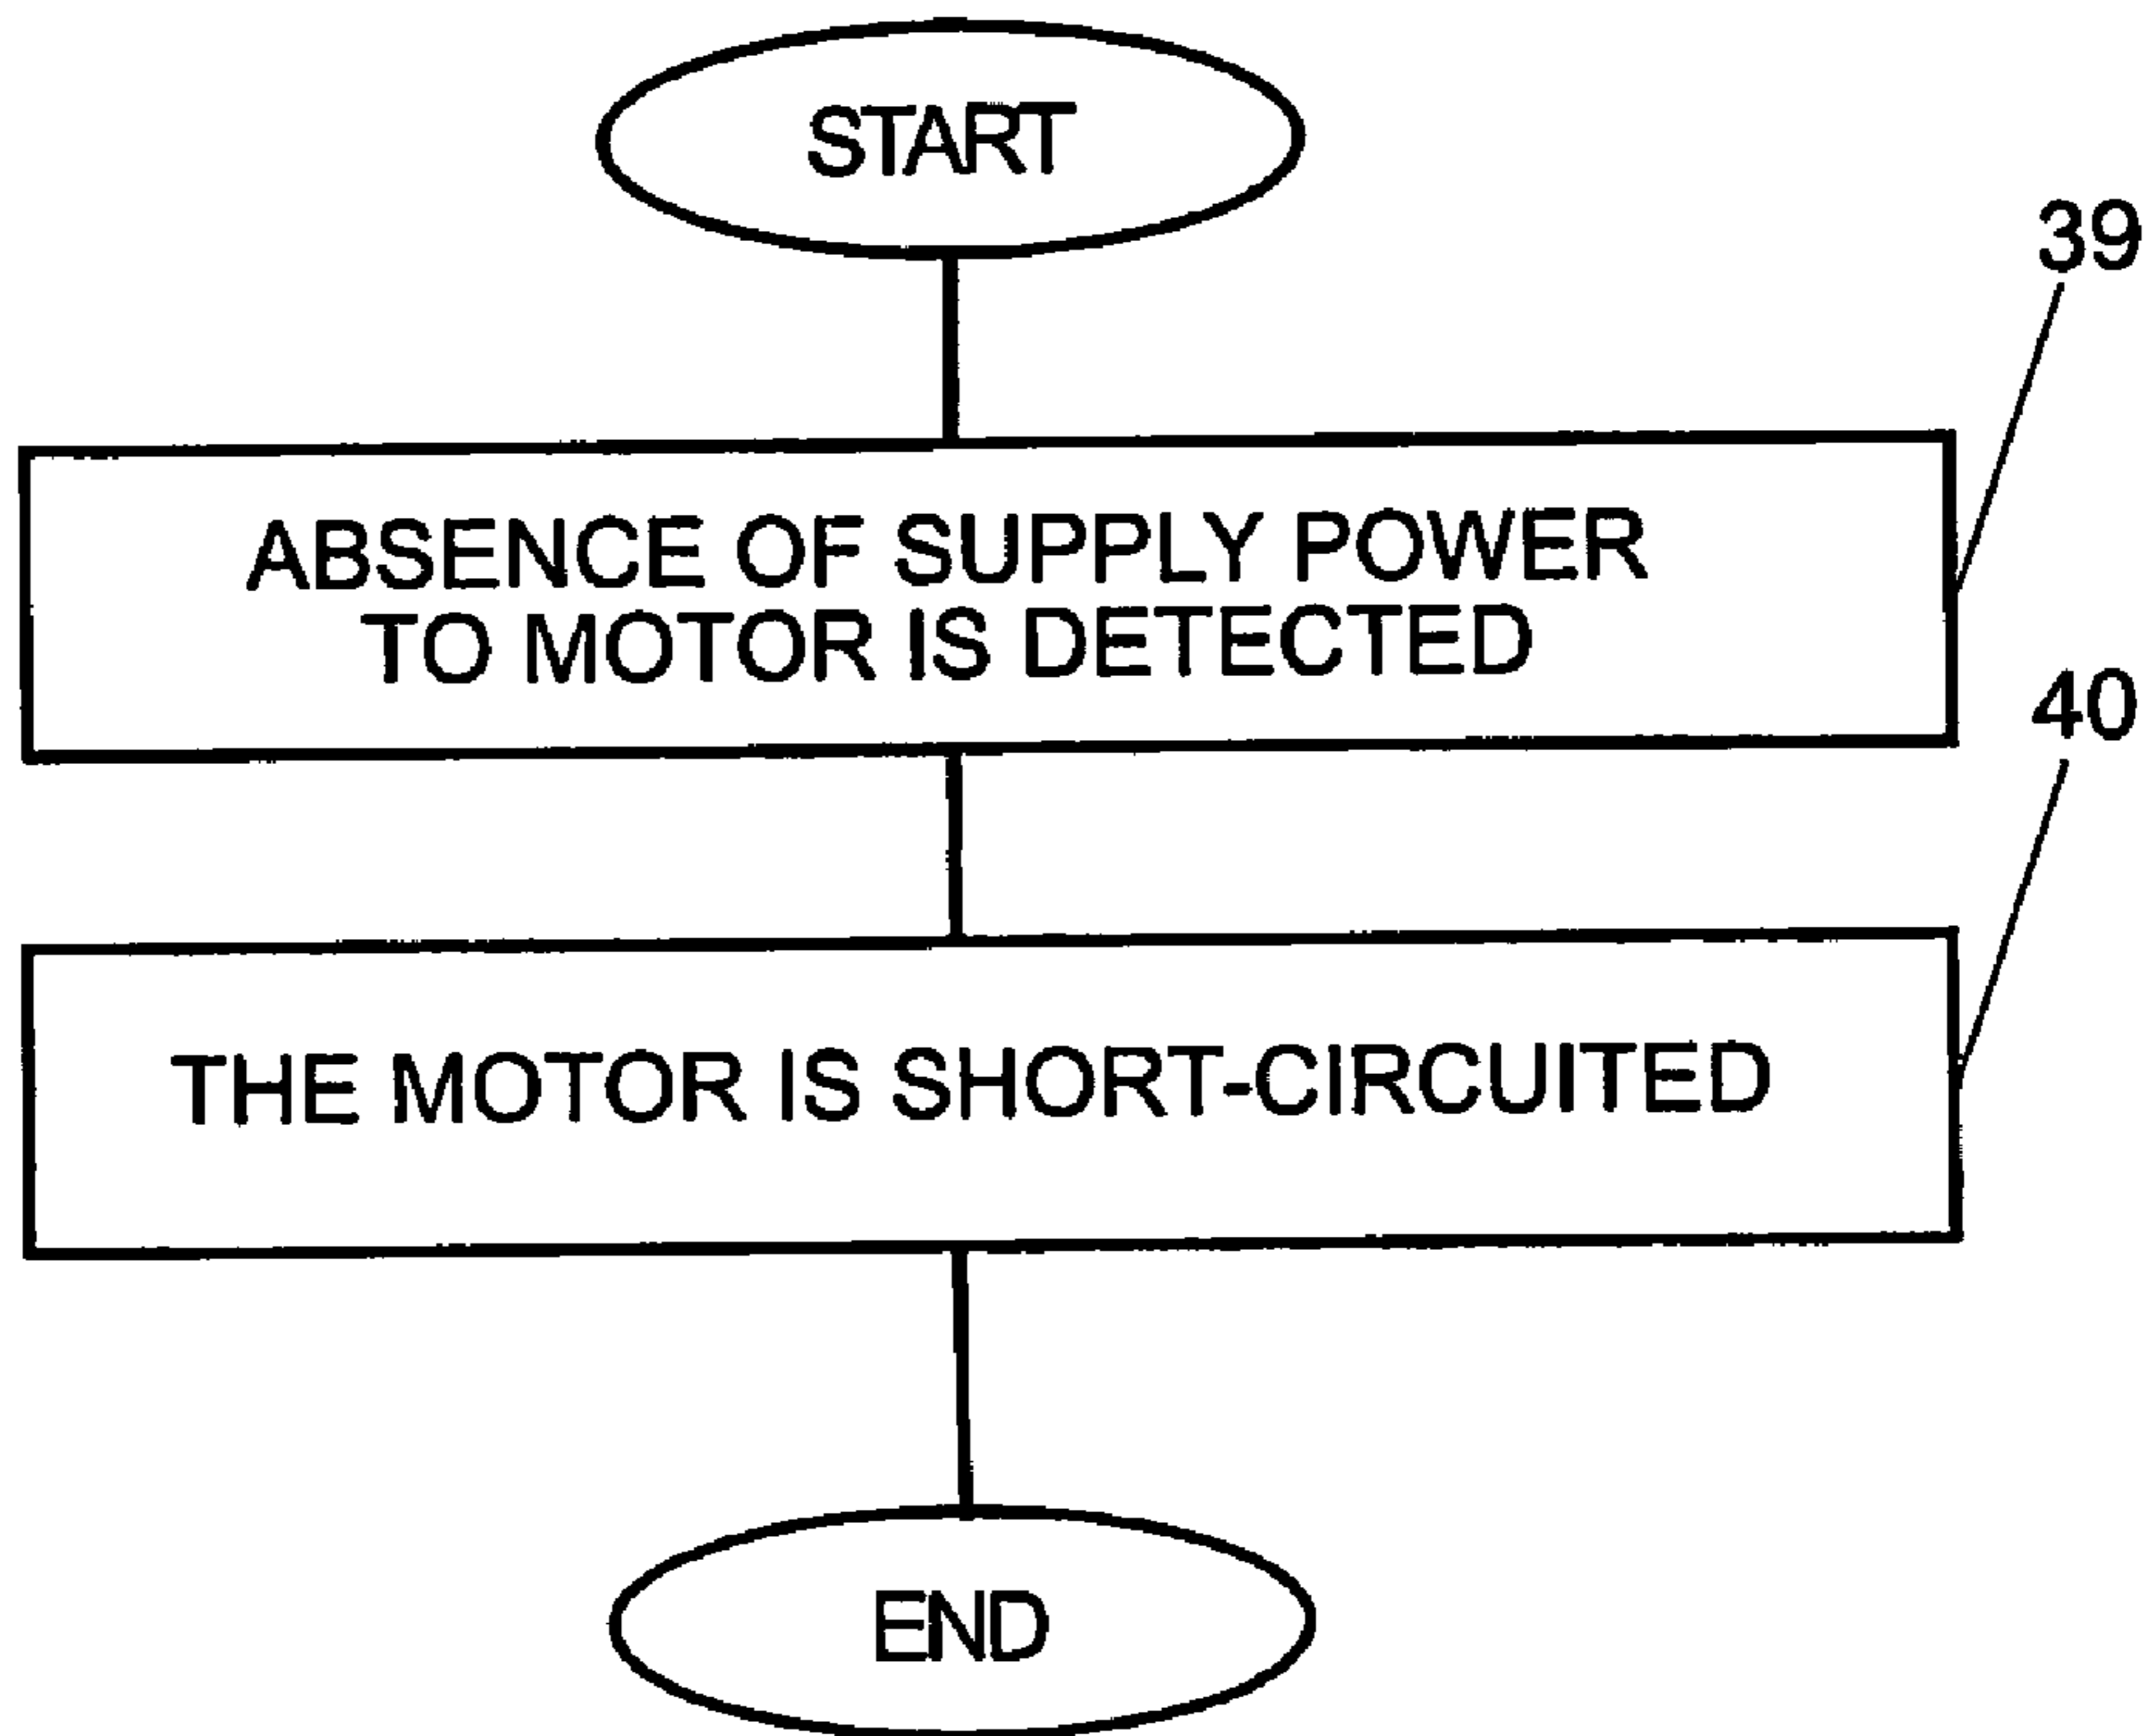 START
39
ABSENCE OF SUPPLY POWER
TO MOTOR IS DETECTED
40
THE MOTOR IS SHORT-CIRCUITED
END